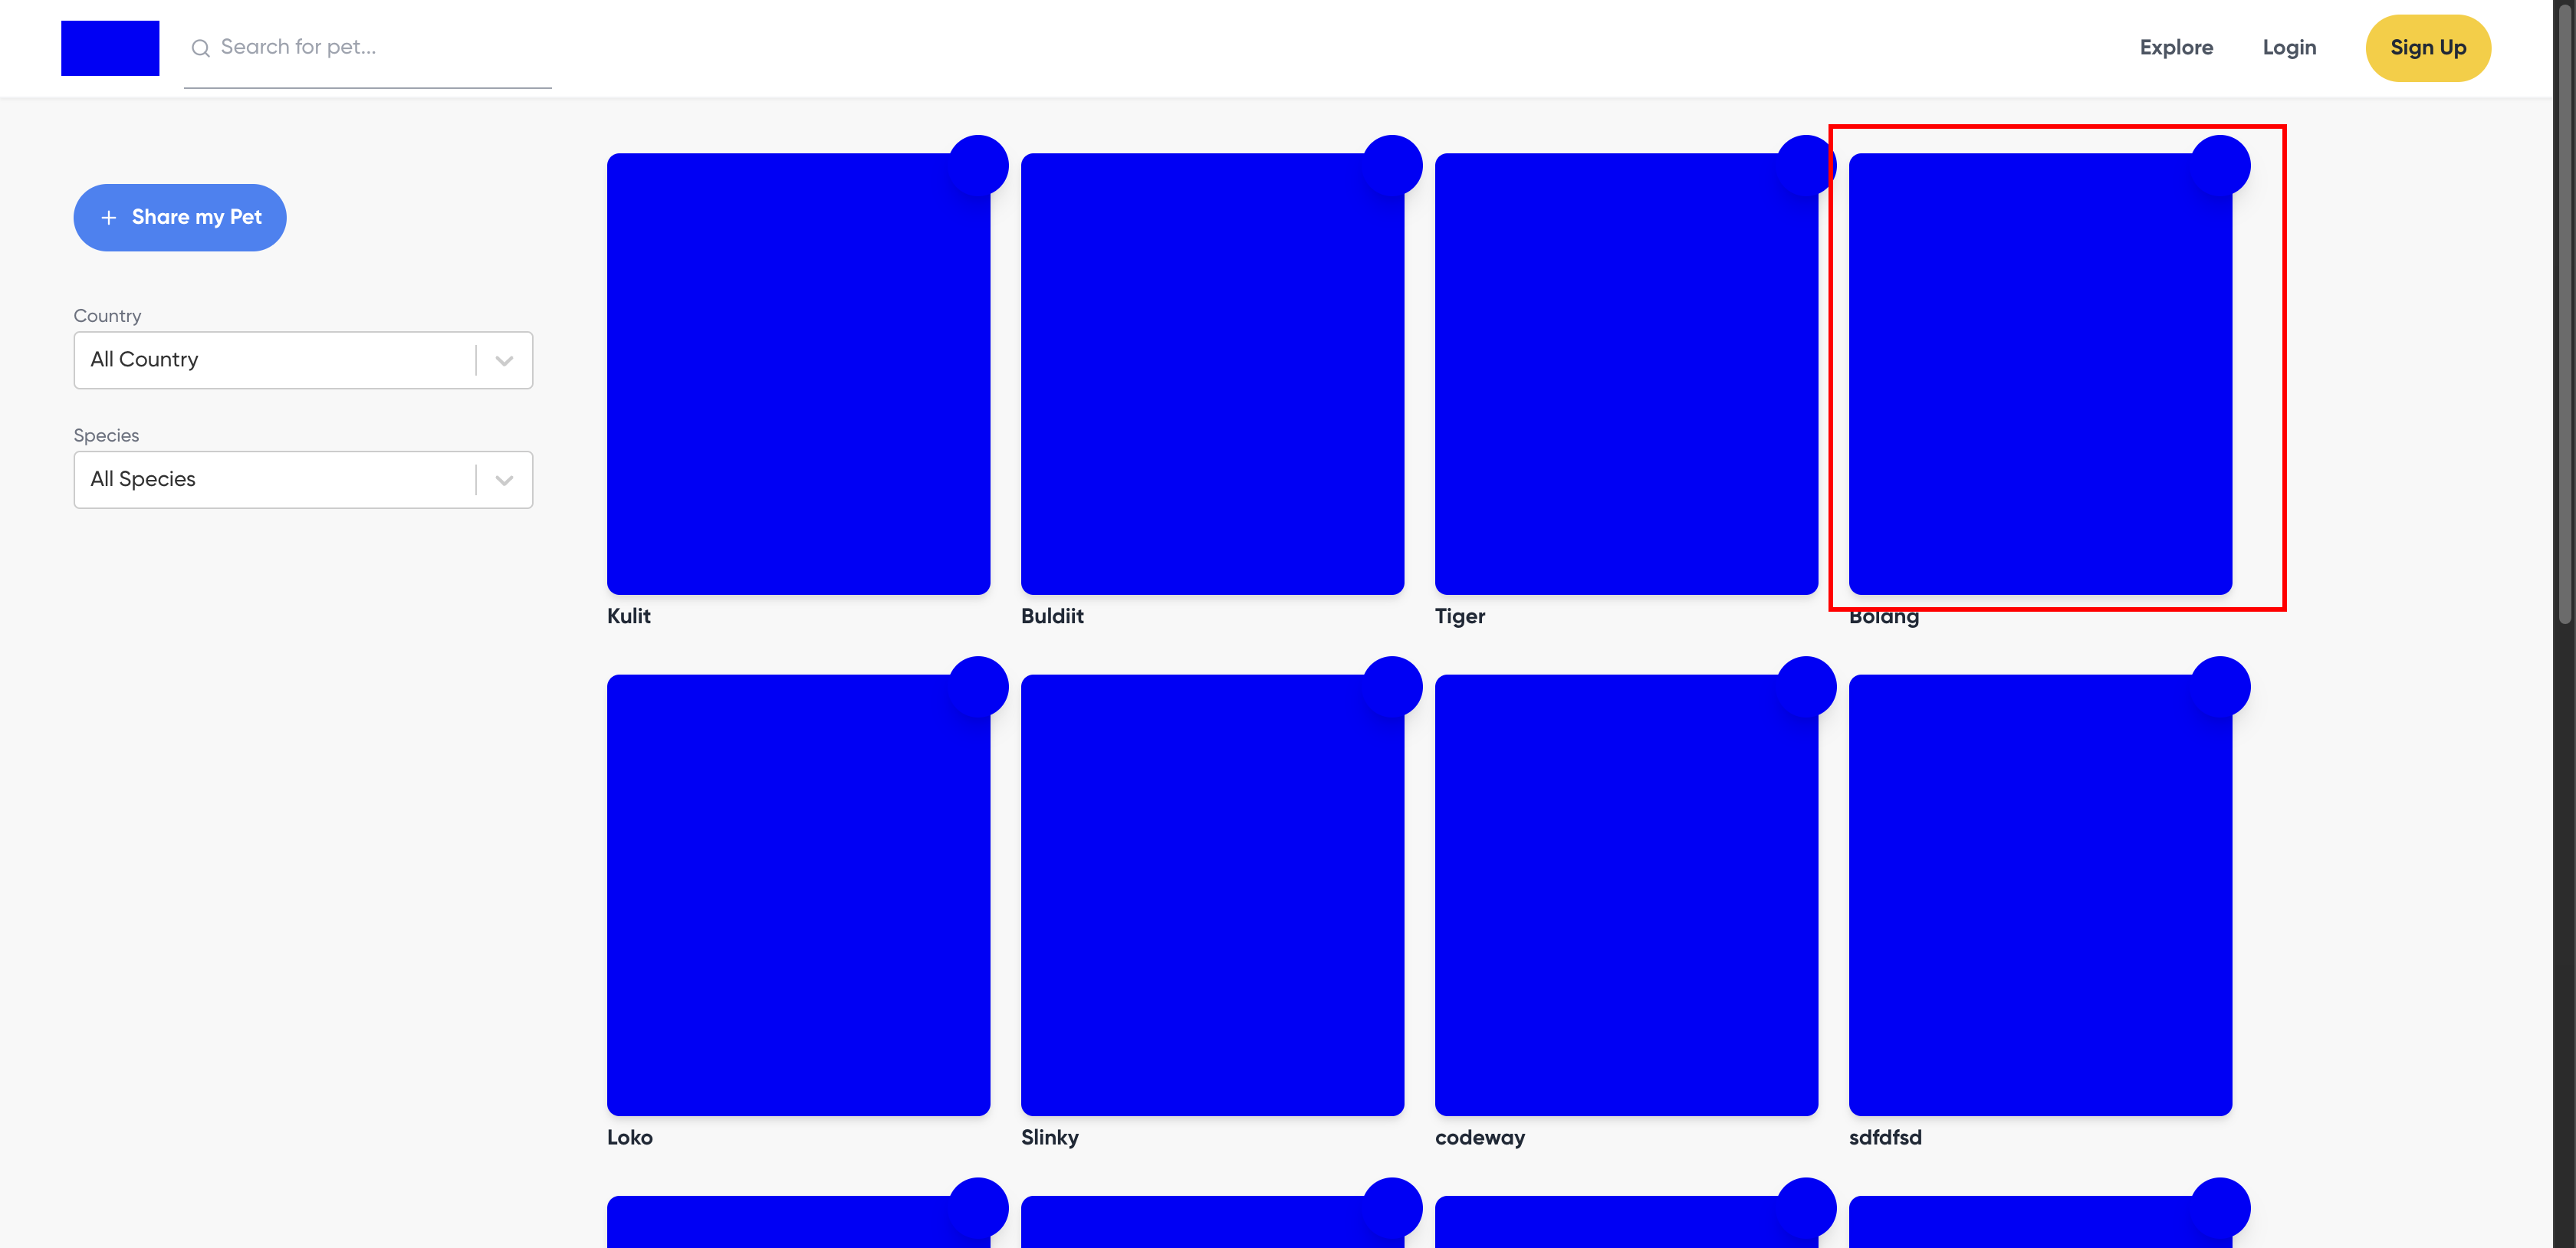 Search for pet...
Explore
Login
Sign Up
Share my Pet
Country
All Country
Species
All Species
Kulit
Buldiit
Tiger
Bolang
Loko
Slinky
codeway
sdfdfsd